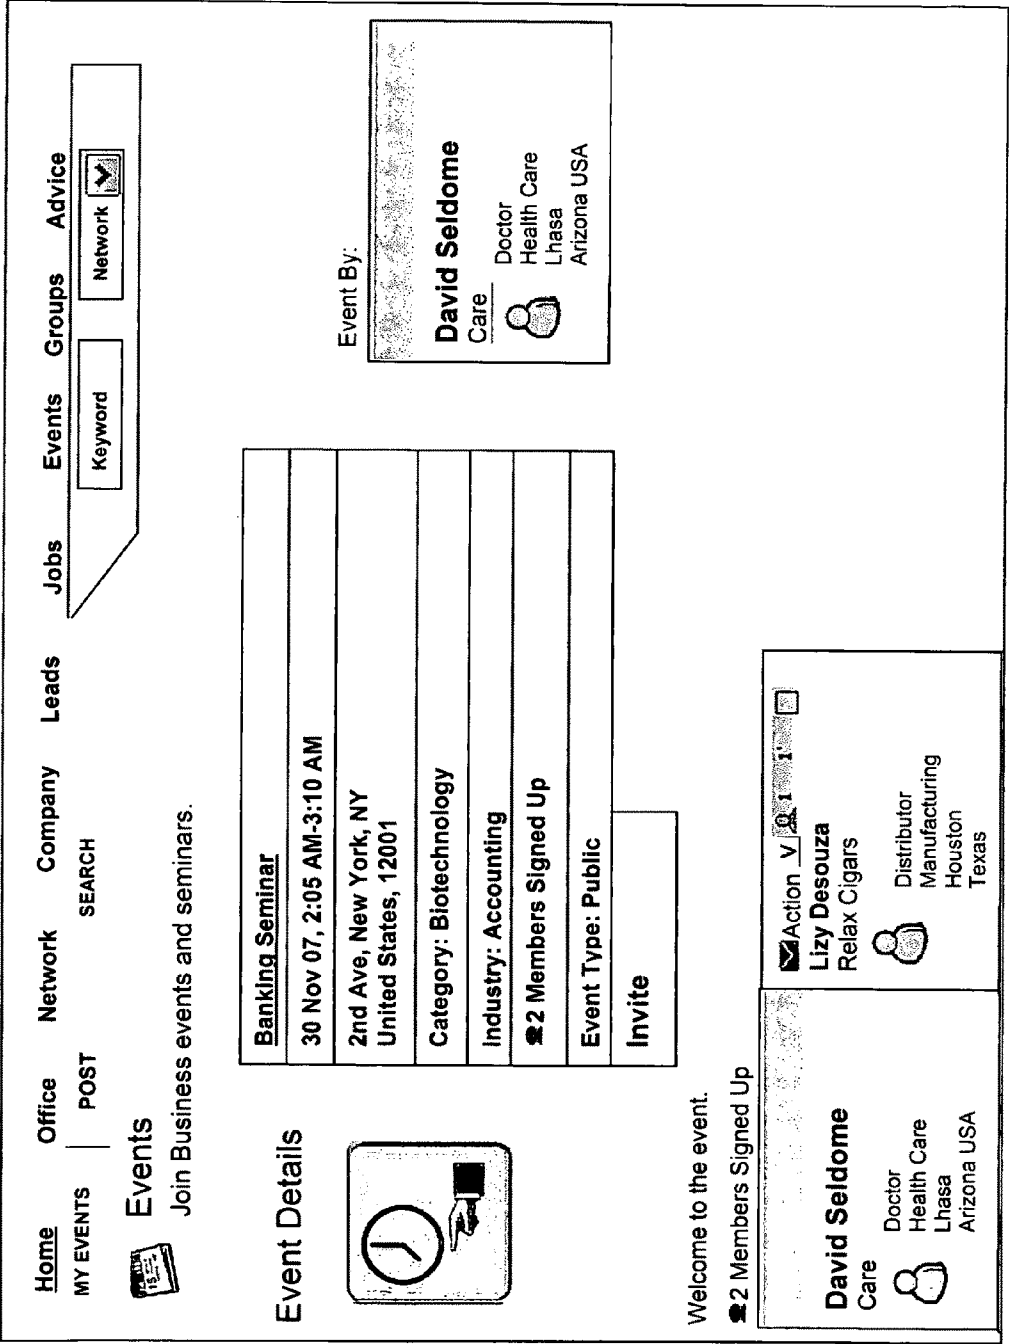 Home Office Network Company Leads Jobs Events Groups Advice
MY EVENTS POST SEARCH Keyword Network
Events
Join Business events and seminars.
Event Details
Banking Seminar
30 Nov 07, 2:05 AM-3:10 AM
2nd Ave, New York, NY
United States, 12001
Category: Biotechnology
Industry: Accounting
2 Members Signed Up
Event Type: Public
Invite
Event By:
David Seldome
Care
Doctor
Health Care
Lhasa
Arizona USA
Welcome to the event.
2 Members Signed Up
David Seldome
Care
Doctor
Health Care
Lhasa
Arizona USA
Action V 1 1
Lizy Desouza
Relax Cigars
Distributor
Manufacturing
Houston
Texas